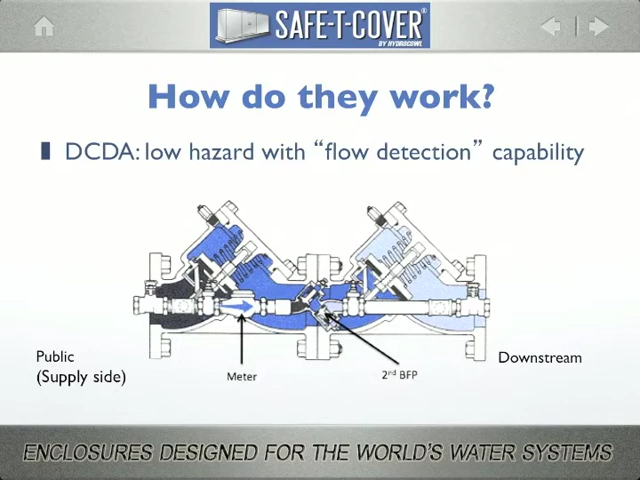 SAFE-T-COVER®
BY HYDROCOWL
How do they work?
DCDA: low hazard with “flow detection” capability
Public
(Supply side)
Meter
2nd BFP
Downstream
ENCLOSURES DESIGNED FOR THE WORLD'S WATER SYSTEMS